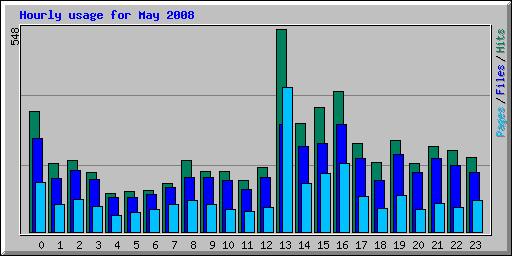 Hourly usage for May 2008
548
Pages / Files / Hits
0 1 2 3 4 5 6 7 8 9 10 11 12 13 14 15 16 17 18 19 20 21 22 23